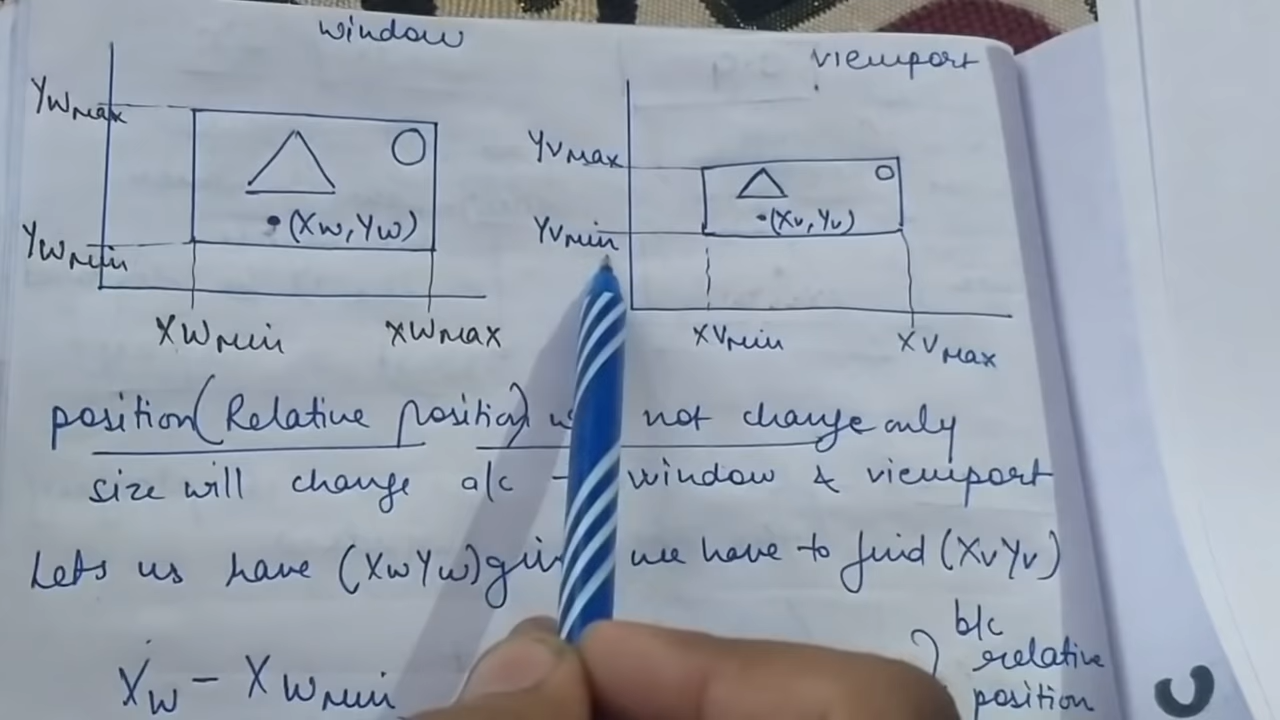 window
viewport
YWMax
YWMin
(Xw, Yw)
XWMin
XWMax
YVMax
YVMin
(Xv, Yv)
XVMin
XVMax
position(Relative position) not change only
size will change a/c window & viewport
Lets us have (XwYw) we have to find (XvYv)
Xw - XWmin
b/c
relative
position